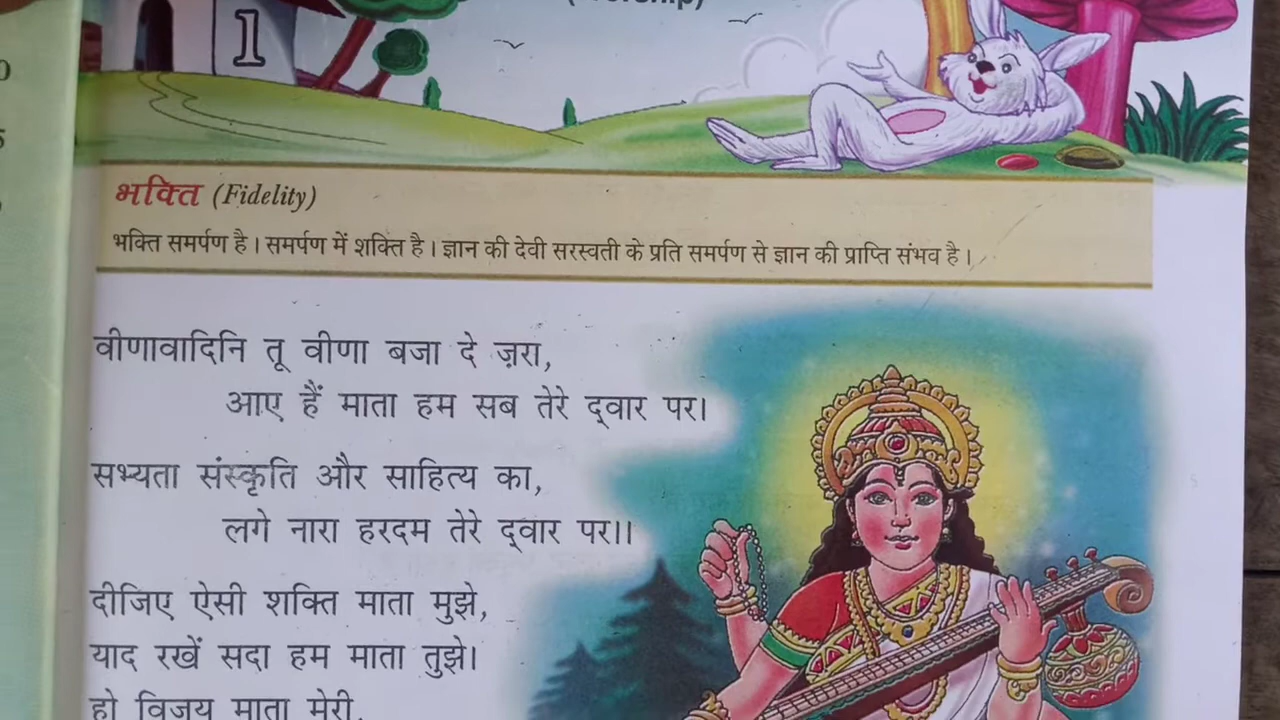 1
भक्ति (Fidelity)
भक्ति समर्पण है। समर्पण में शक्ति है। ज्ञान की देवी सरस्वती के प्रति समर्पण से ज्ञान की प्राप्ति संभव है।
वीणावादिनि तू वीणा बजा दे ज़रा,
आए हैं माता हम सब तेरे द्वार पर।
सभ्यता संस्कृति और साहित्य का,
लगे नारा हरदम तेरे द्वार पर।।
दीजिए ऐसी शक्ति माता मुझे,
याद रखें सदा हम माता तुझे।
हो विजय माता मेरी,